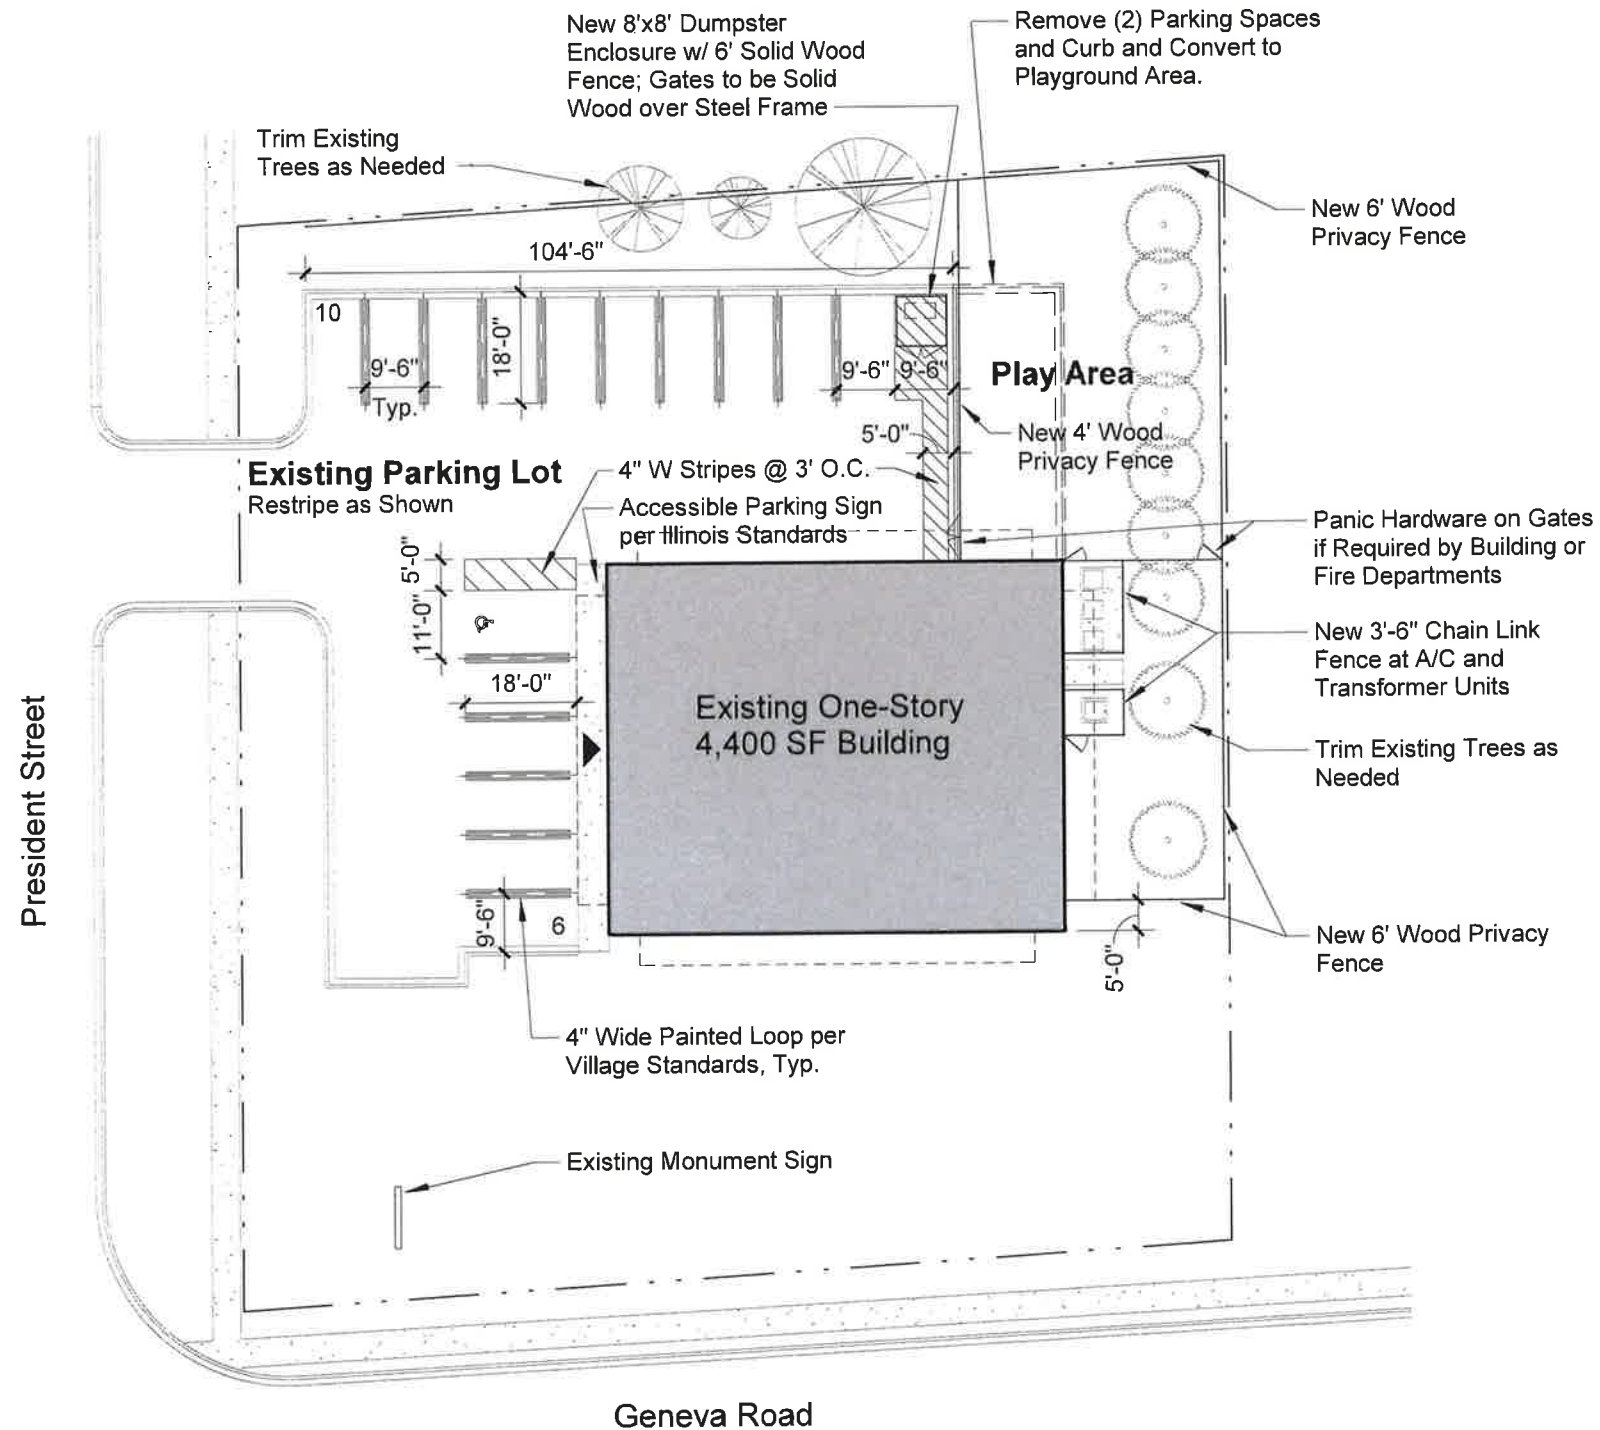 New 8'x8' Dumpster
Enclosure w/ 6' Solid Wood
Fence; Gates to be Solid
Wood over Steel Frame
Remove (2) Parking Spaces
and Curb and Convert to
Playground Area.
Trim Existing
Trees as Needed
New 6' Wood
Privacy Fence
104'-6"
10
18'-0"
9'-6"
Typ.
9'-6"
9'-6"
Play Area
5'-0"
New 4' Wood
Privacy Fence
Existing Parking Lot
Restripe as Shown
4" W Stripes @ 3' O.C.
Accessible Parking Sign
per Illinois Standards
Panic Hardware on Gates
if Required by Building or
Fire Departments
5'-0"
11'-0"
New 3'-6" Chain Link
Fence at A/C and
Transformer Units
18'-0"
Existing One-Story
4,400 SF Building
Trim Existing Trees as
Needed
President Street
9'-6"
6
New 6' Wood Privacy
Fence
5'-0"
4" Wide Painted Loop per
Village Standards, Typ.
Existing Monument Sign
Geneva Road